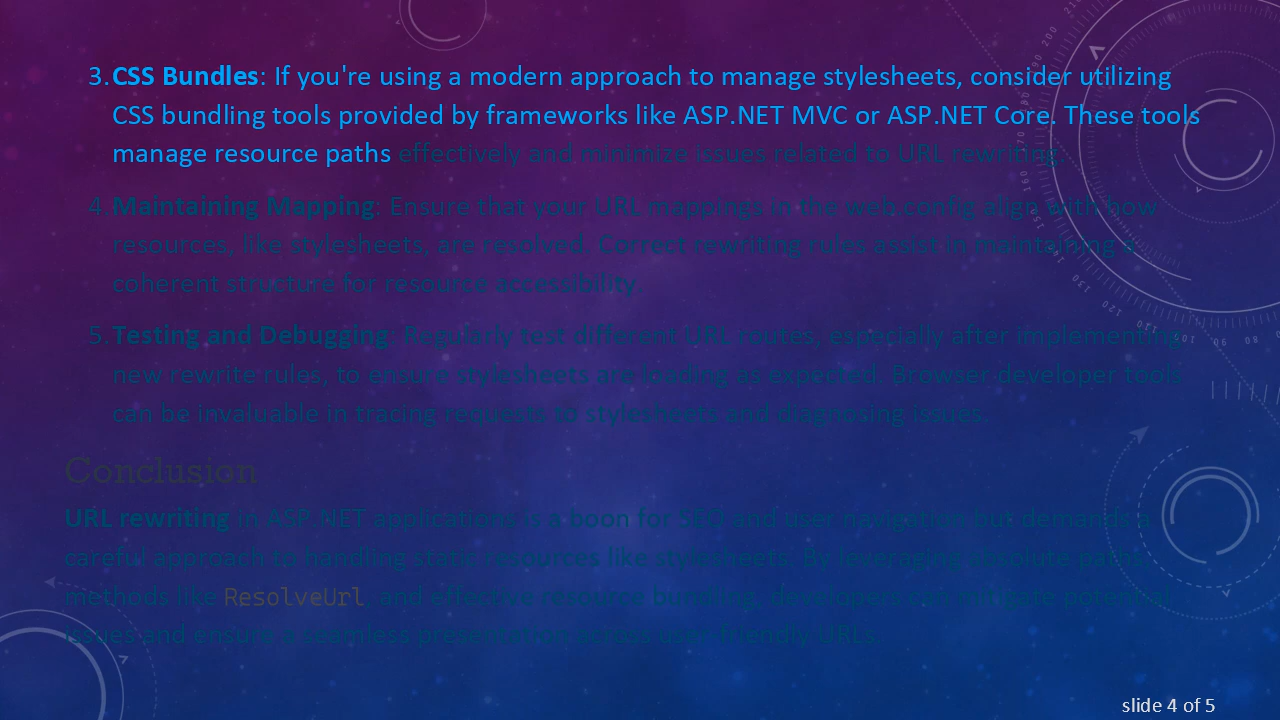 3. CSS Bundles: If you're using a modern approach to manage stylesheets, consider utilizing
CSS bundling tools provided by frameworks like ASP.NET MVC or ASP.NET Core. These tools
manage resource paths effectively and minimize issues related to URL rewriting.
4. Maintaining Mapping: Ensure that your URL mappings in the web.config align with how
resources, like stylesheets, are resolved. Correct rewriting rules assist in maintaining a
coherent structure for resource accessibility.
5. Testing and Debugging: Regularly test different URL routes, especially after implementing
new rewrite rules, to ensure stylesheets are loading as expected. Browser developer tools
can be invaluable in tracing requests to stylesheets and diagnosing issues.
Conclusion
URL rewriting in ASP.NET applications is a boon for SEO and user navigation but demands a
careful approach to handling static resources like stylesheets. By leveraging absolute paths,
methods like ResolveUrl, and effective resource bundling, developers can mitigate potential
issues and ensure a seamless presentation across user-friendly URLs.
slide 4 of 5